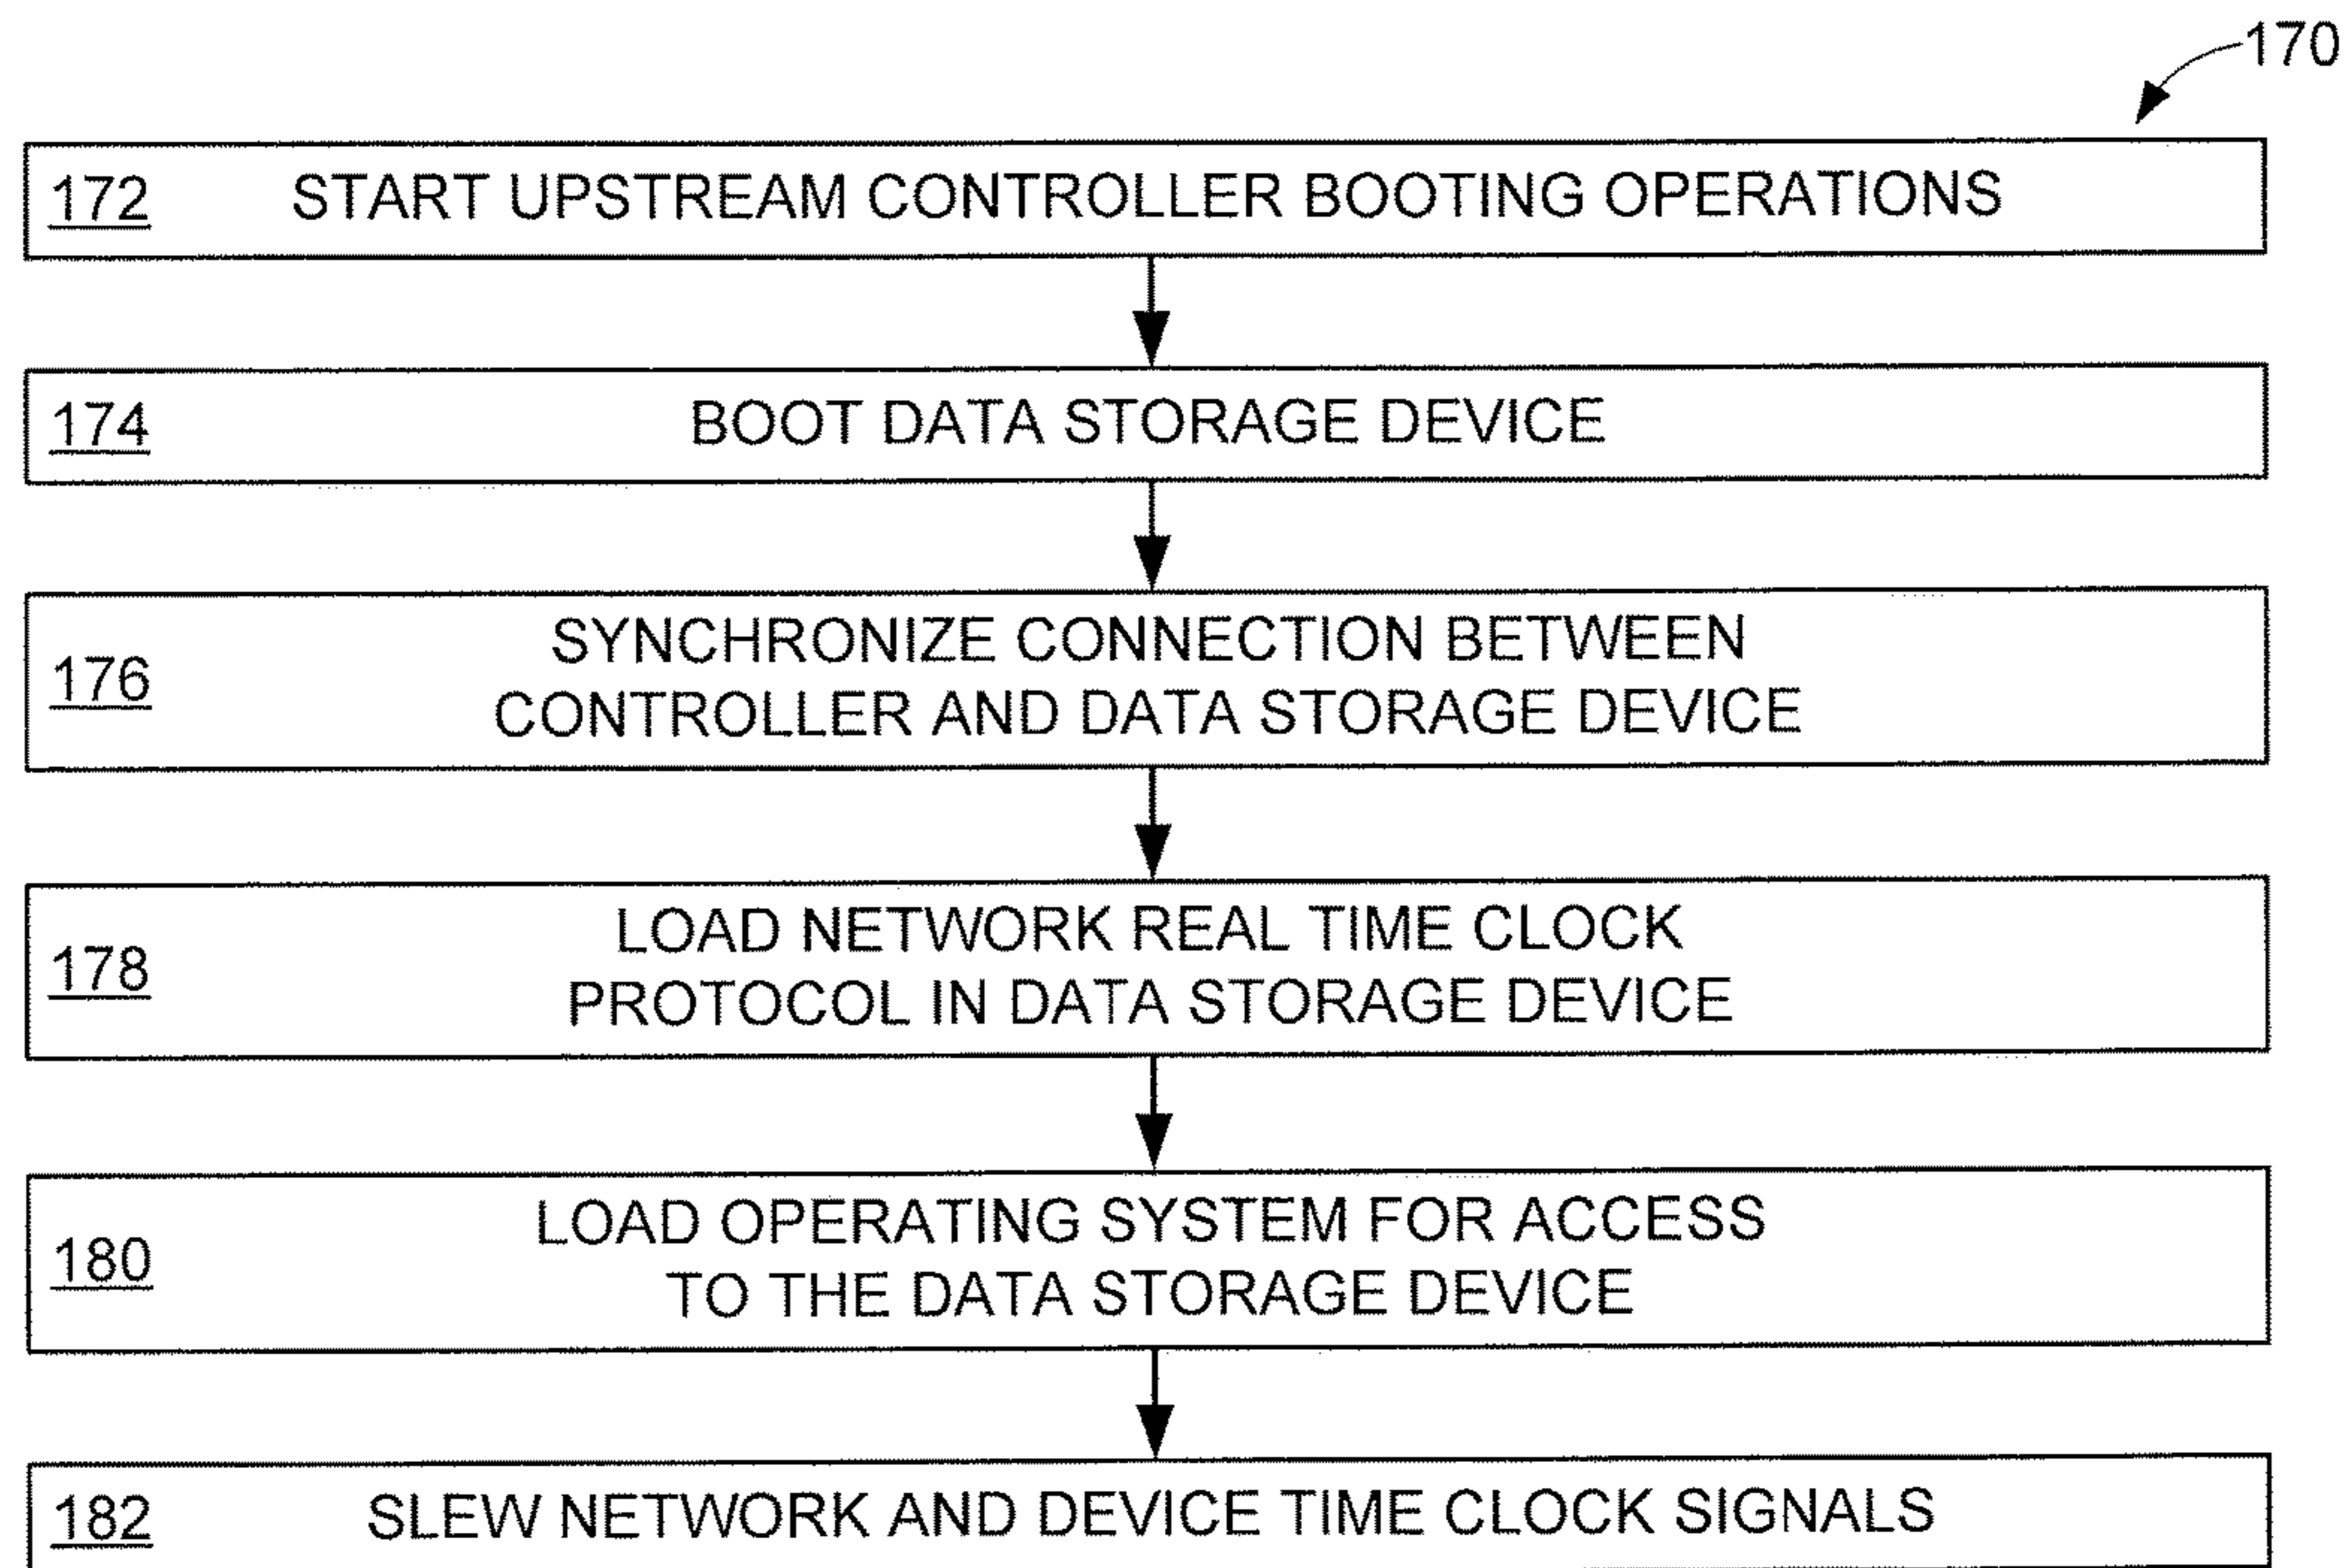 170
172 START UPSTREAM CONTROLLER BOOTING OPERATIONS
174 BOOT DATA STORAGE DEVICE
176 SYNCHRONIZE CONNECTION BETWEEN
CONTROLLER AND DATA STORAGE DEVICE
178 LOAD NETWORK REAL TIME CLOCK
PROTOCOL IN DATA STORAGE DEVICE
180 LOAD OPERATING SYSTEM FOR ACCESS
TO THE DATA STORAGE DEVICE
182 SLEW NETWORK AND DEVICE TIME CLOCK SIGNALS